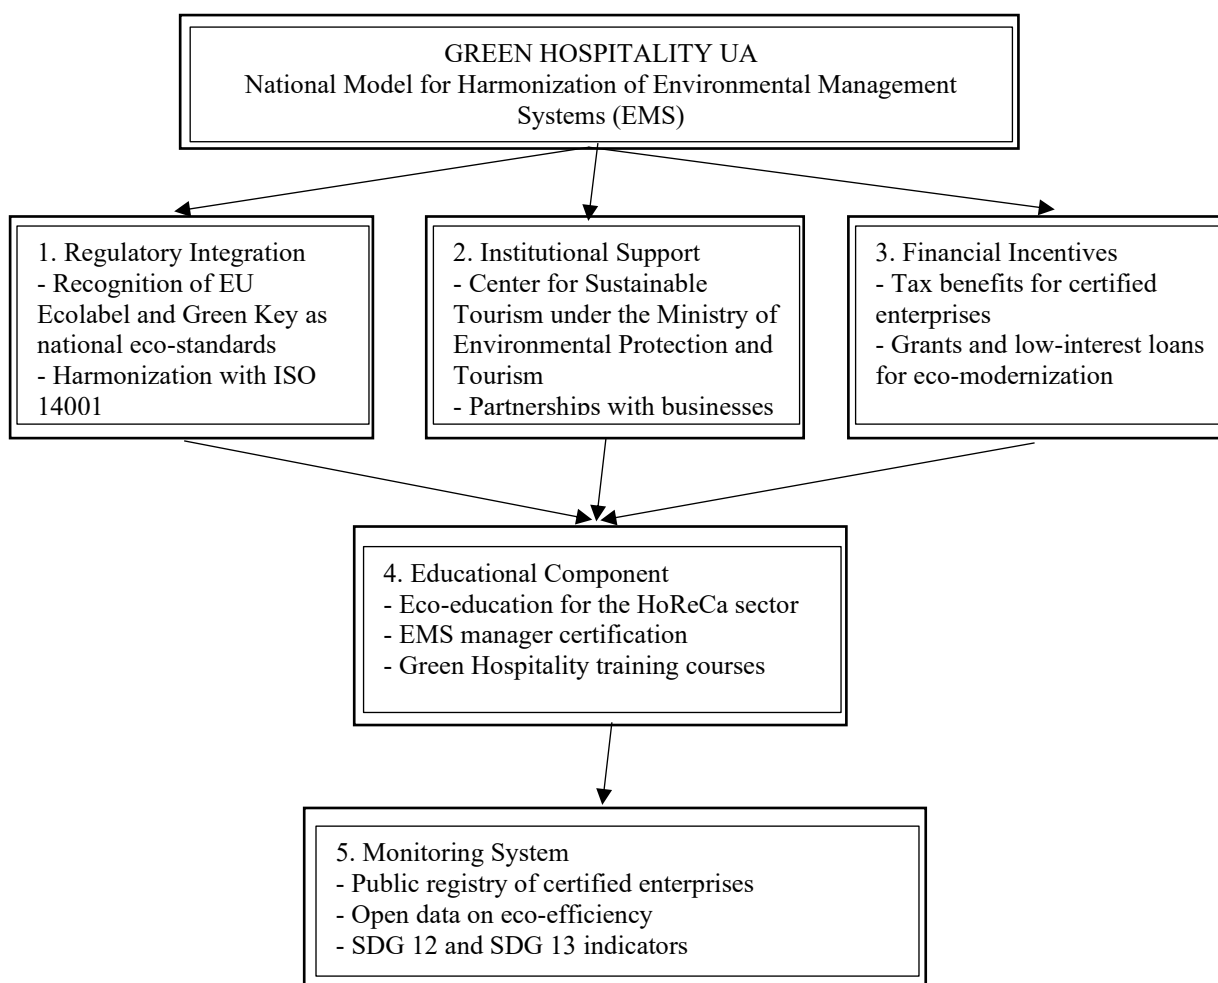 GREEN HOSPITALITY UA
National Model for Harmonization of Environmental Management
Systems (EMS)
1. Regulatory Integration
- Recognition of EU
Ecolabel and Green Key as
national eco-standards
- Harmonization with ISO
14001
2. Institutional Support
- Center for Sustainable
Tourism under the Ministry of
Environmental Protection and
Tourism
- Partnerships with businesses
3. Financial Incentives
- Tax benefits for certified
enterprises
- Grants and low-interest loans
for eco-modernization
4. Educational Component
- Eco-education for the HoReCa sector
- EMS manager certification
- Green Hospitality training courses
5. Monitoring System
- Public registry of certified enterprises
- Open data on eco-efficiency
- SDG 12 and SDG 13 indicators